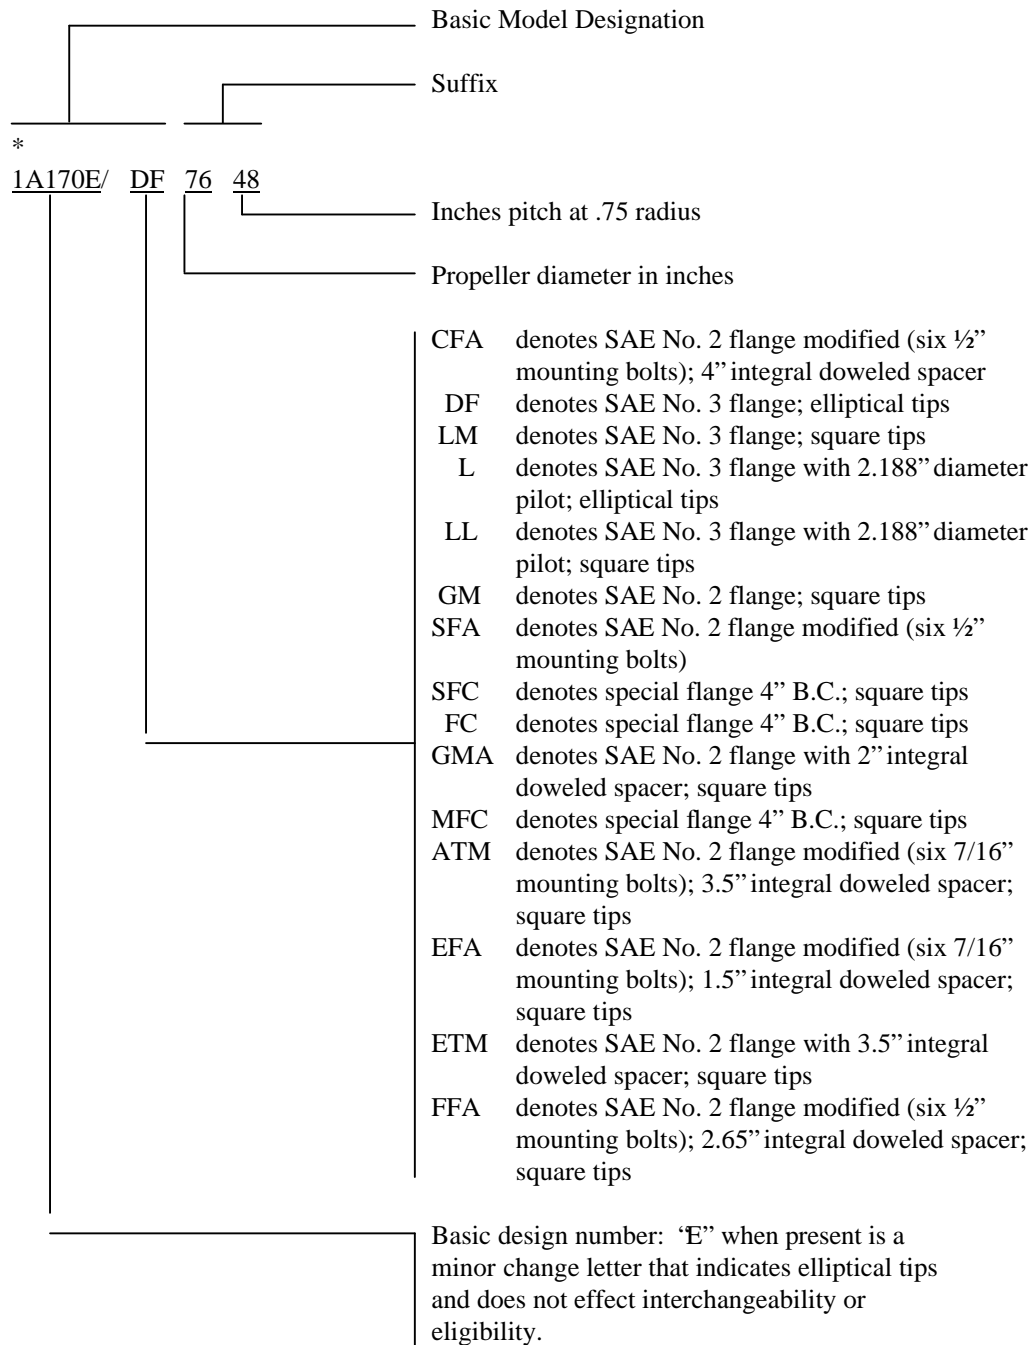 Basic Model Designation
Suffix
*
1A170E/ DF 76 48
Inches pitch at .75 radius
Propeller diameter in inches
CFA denotes SAE No. 2 flange modified (six ½”
mounting bolts); 4” integral doweled spacer
DF denotes SAE No. 3 flange; elliptical tips
LM denotes SAE No. 3 flange; square tips
L denotes SAE No. 3 flange with 2.188” diameter
pilot; elliptical tips
LL denotes SAE No. 3 flange with 2.188” diameter
pilot; square tips
GM denotes SAE No. 2 flange; square tips
SFA denotes SAE No. 2 flange modified (six ½”
mounting bolts)
SFC denotes special flange 4” B.C.; square tips
FC denotes special flange 4” B.C.; square tips
GMA denotes SAE No. 2 flange with 2” integral
doweled spacer; square tips
MFC denotes special flange 4” B.C.; square tips
ATM denotes SAE No. 2 flange modified (six 7/16”
mounting bolts); 3.5” integral doweled spacer;
square tips
EFA denotes SAE No. 2 flange modified (six 7/16”
mounting bolts); 1.5” integral doweled spacer;
square tips
ETM denotes SAE No. 2 flange with 3.5” integral
doweled spacer; square tips
FFA denotes SAE No. 2 flange modified (six ½”
mounting bolts); 2.65” integral doweled spacer;
square tips
Basic design number: “E” when present is a
minor change letter that indicates elliptical tips
and does not effect interchangeability or
eligibility.